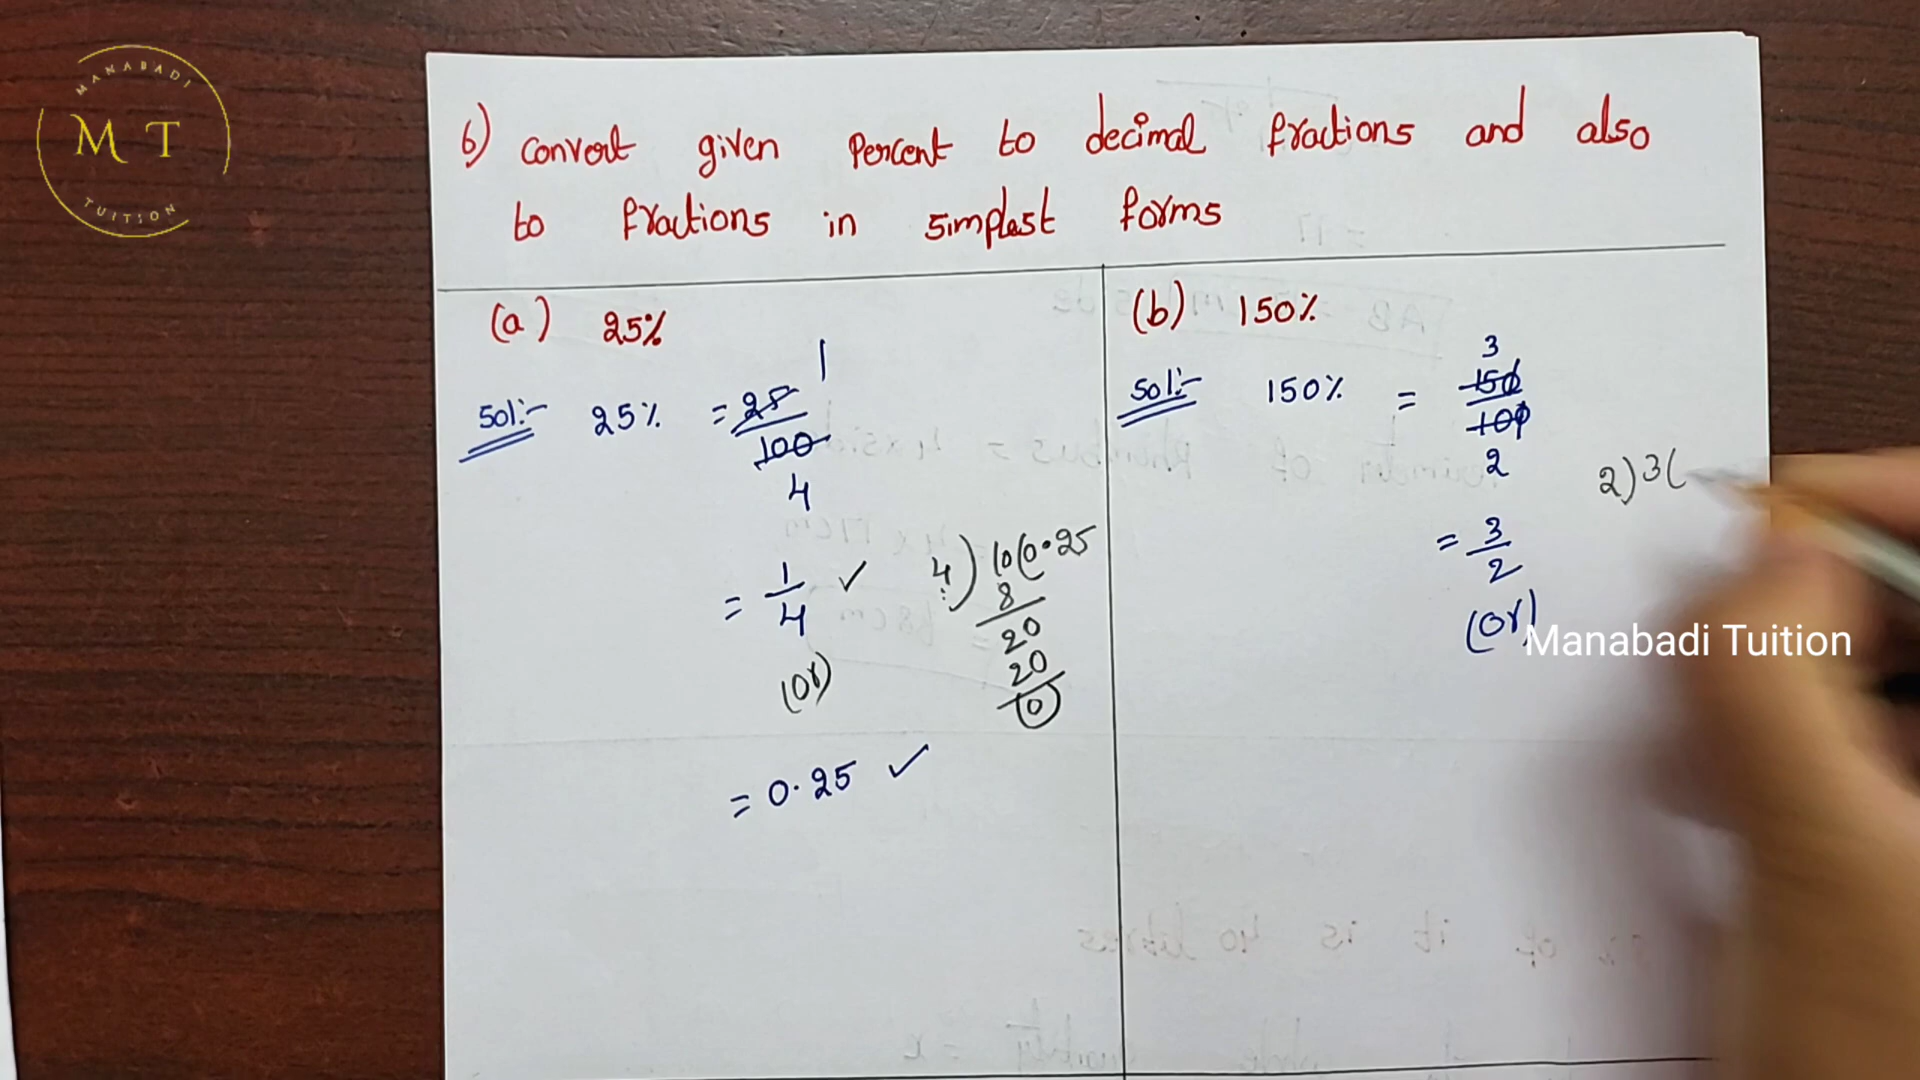 MANABADI
M T
TUITION
6) Convert given Percent to decimal fractions and also
to fractions in simplest forms
(a) 25%
Sol:- 25% = 25/100
1
4
= 1/4 ✓
(or)
= 0.25 ✓
4) 10(0.25
8
20
20
0
(b) 150%
Sol:- 150% = 150/100
3
2
= 3/2
(or)
2) 3(
Manabadi Tuition